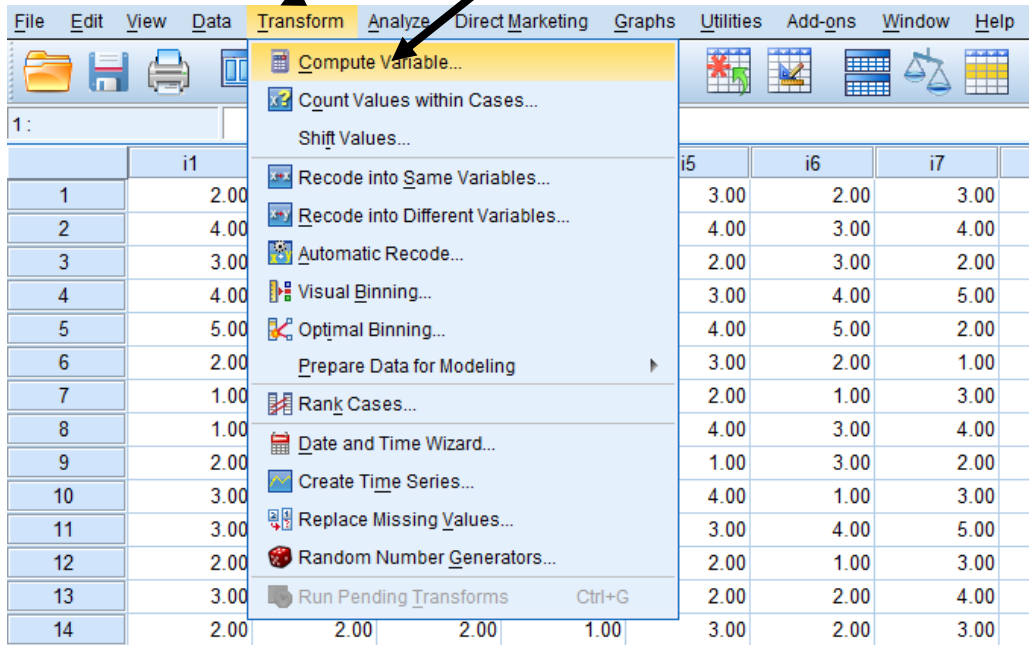 File Edit View Data Transform Analyze Direct Marketing Graphs Utilities Add-ons Window Help
Compute Variable...
Count Values within Cases...
1 :
Shift Values...
i1 i5 i6 i7
Recode into Same Variables...
1 2.00 3.00 2.00 3.00
Recode into Different Variables...
2 4.00 4.00 3.00 4.00
Automatic Recode...
3 3.00 2.00 3.00 2.00
Visual Binning...
4 4.00 3.00 4.00 5.00
Optimal Binning...
5 5.00 4.00 5.00 2.00
Prepare Data for Modeling
6 2.00 3.00 2.00 1.00
Rank Cases...
7 1.00 2.00 1.00 3.00
Date and Time Wizard...
8 1.00 4.00 3.00 4.00
9 2.00 1.00 3.00 2.00
Create Time Series...
10 3.00 4.00 1.00 3.00
Replace Missing Values...
11 3.00 3.00 4.00 5.00
Random Number Generators...
12 2.00 2.00 1.00 3.00
Run Pending Transforms Ctrl+G
13 3.00 2.00 2.00 4.00
14 2.00 2.00 2.00 1.00 3.00 2.00 3.00